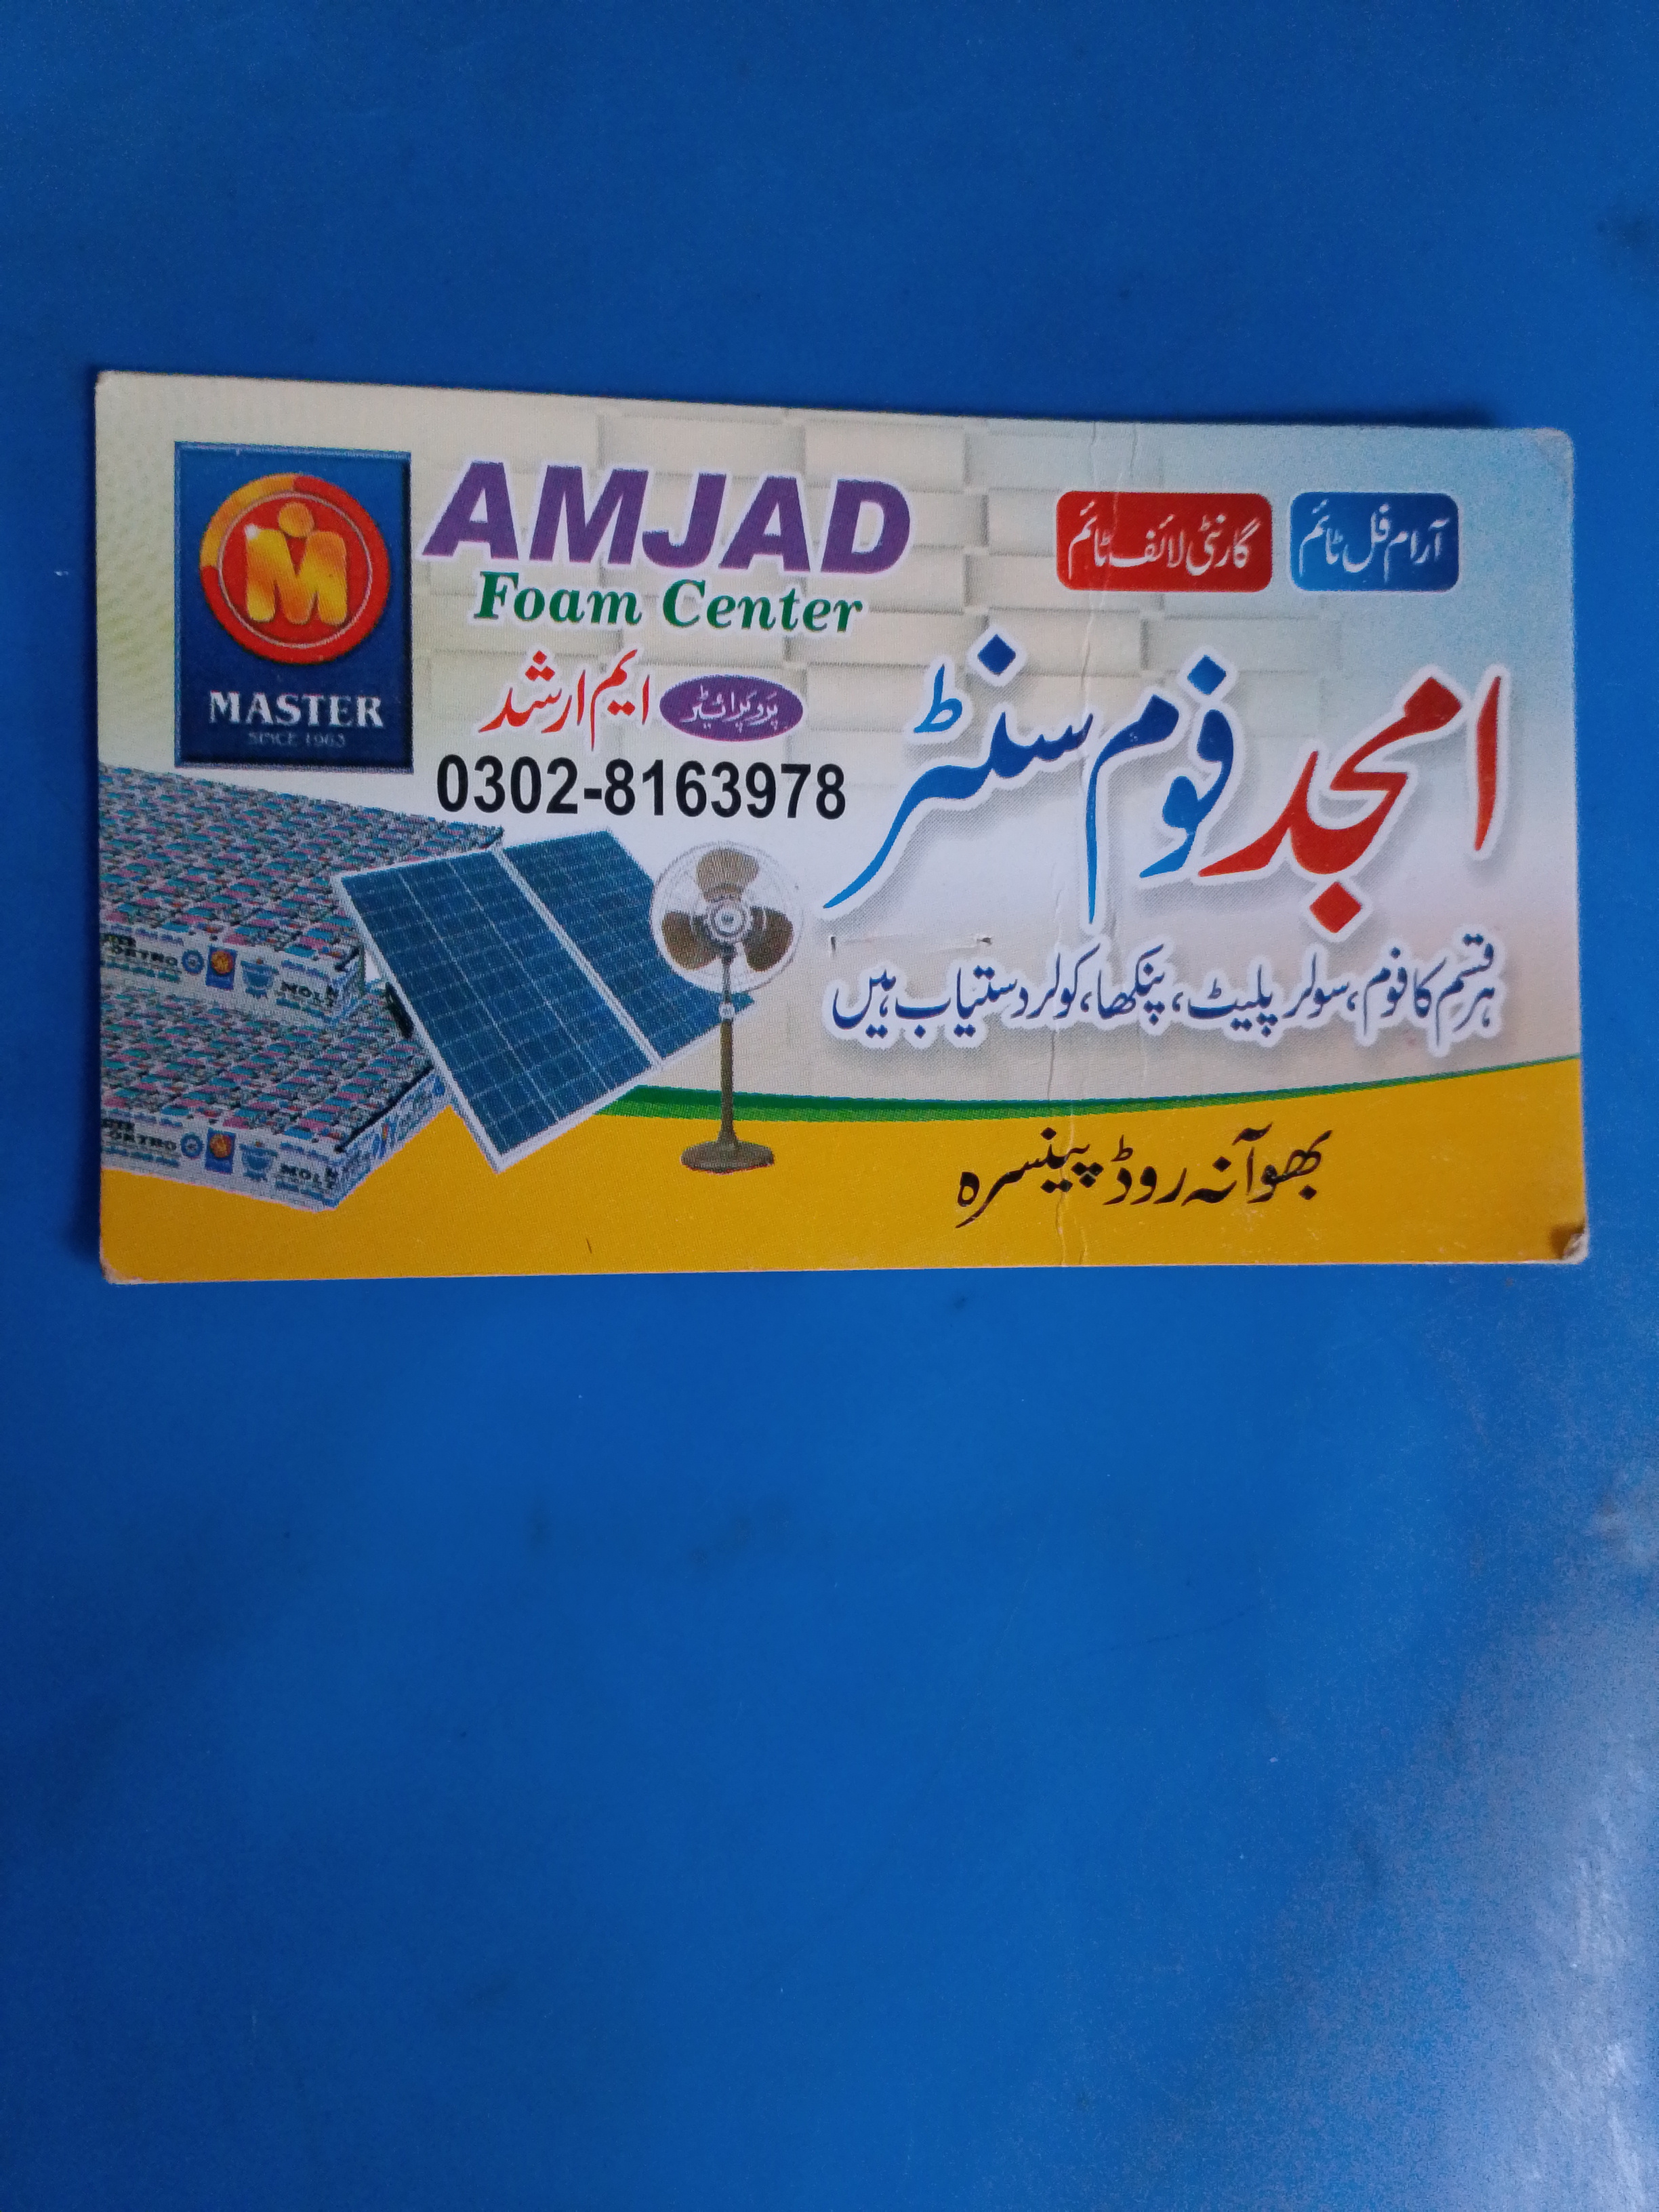 AMJAD
Foam Center
پروپرائیٹر ایم ارشد
0302-8163978
MASTER
SINCE 1963
آرام فل ٹائم
گارنٹی لائف ٹائم
امجد فوم سنٹر
ہر قسم کا فوم، سولر پلیٹ، پنکھا، کولر دستیاب ہیں
بھوآنہ روڈ پینسرہ